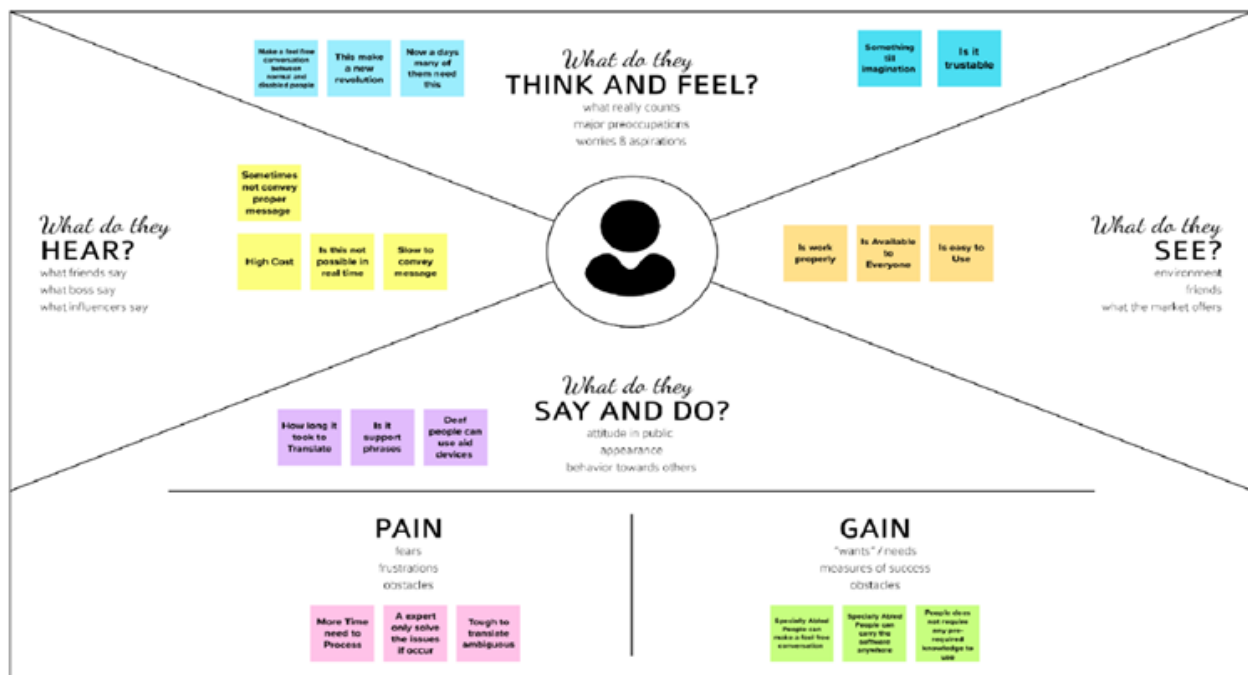 Make a feel free
conversation
between
normal and
disabled people
This make
a new
revolution
Now a days
many of
them need
this
What do they
THINK AND FEEL?
what really counts
major preoccupations
worries & aspirations
Something
till
imagination
Is it
trustable
What do they
HEAR?
what friends say
what boss say
what influencers say
Sometimes
not convey
proper
message
High Cost
Is this not
possible in
real time
Slow to
convey
message
Is work
properly
Is Available
to
Everyone
Is easy to
Use
What do they
SEE?
environment
friends
what the market offers
What do they
SAY AND DO?
attitude in public
appearance
behavior towards others
How long it
took to
Translate
Is it
support
phrases
Deaf
people can
use aid
devices
PAIN
fears
frustrations
obstacles
More Time
need to
Process
A expert
only solve
the issues
if occur
Tough to
translate
ambiguous
GAIN
"wants" / needs
measures of success
obstacles
Specially Abled
People can
make a feel free
conversation
Specially Abled
People can
carry the
software
anywhere
People does
not require
any pre-
required
knowledge to
use